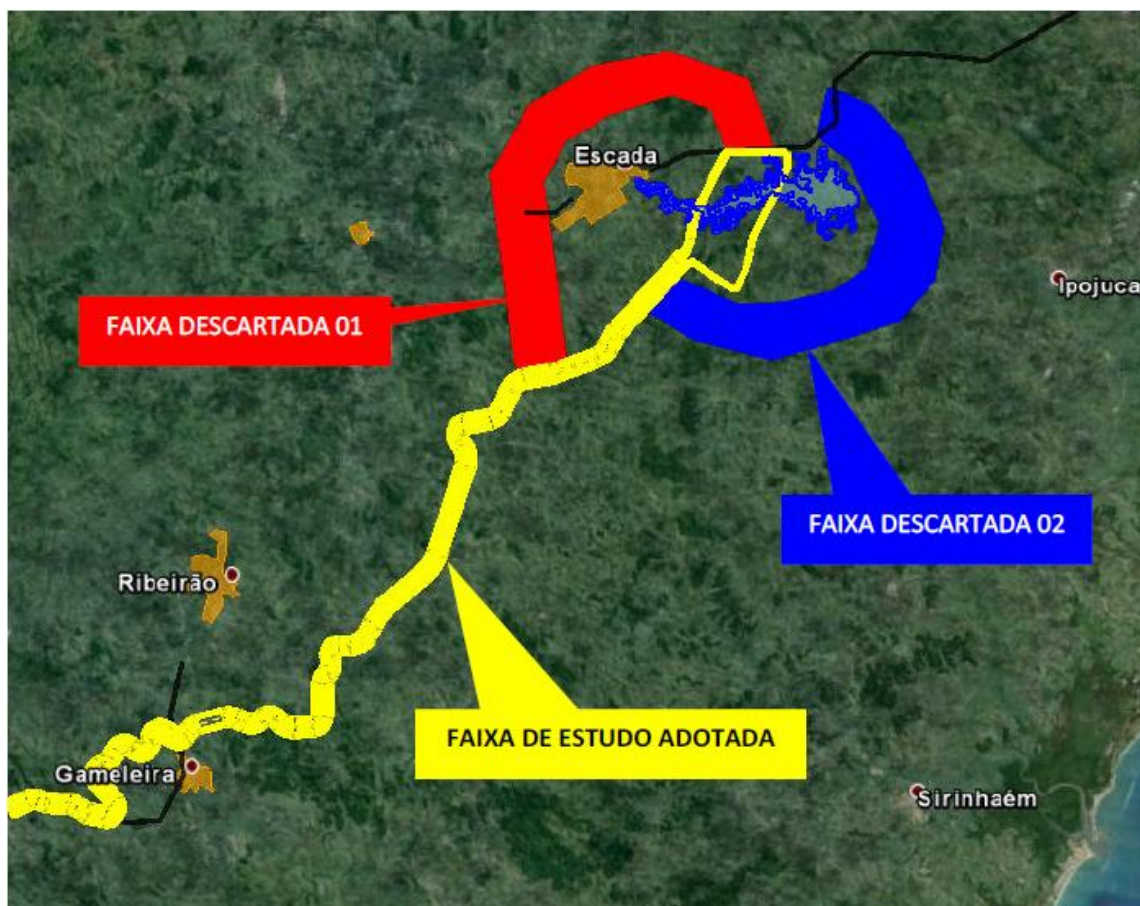 Escada
Ipojuca
FAIXA DESCARTADA 01
FAIXA DESCARTADA 02
Ribeirão
FAIXA DE ESTUDO ADOTADA
Gameleira
Sirinhaém